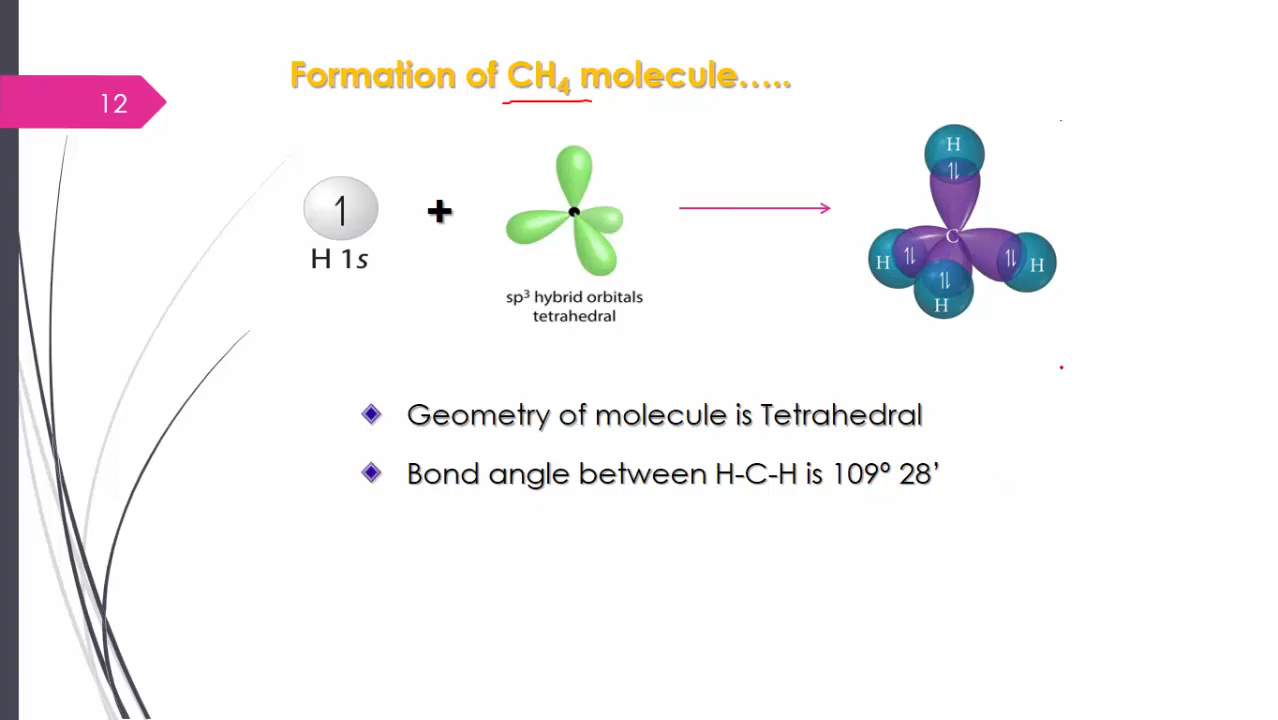 Formation of CH₄ molecule.....
12
1
H 1s
+
sp³ hybrid orbitals
tetrahedral
H
⇅
C
H ⇅
⇅ H
⇅
H
Geometry of molecule is Tetrahedral
Bond angle between H-C-H is 109° 28’